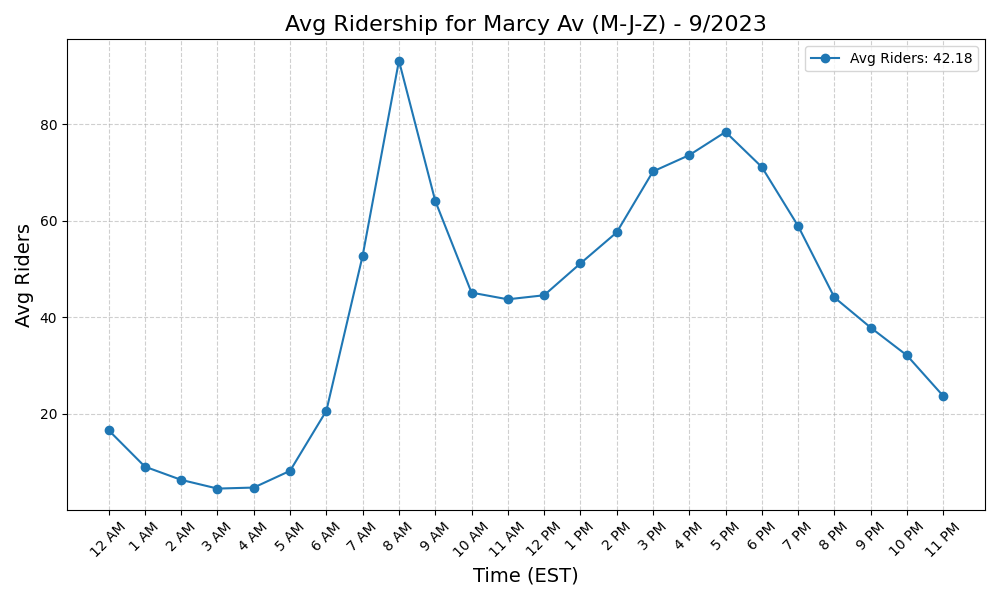 Avg Ridership for Marcy Av (M-J-Z) - 9/2023
Avg Riders: 42.18
Avg Riders
80
60
40
20
12 AM
1 AM
2 AM
3 AM
4 AM
5 AM
6 AM
7 AM
8 AM
9 AM
10 AM
11 AM
12 PM
1 PM
2 PM
3 PM
4 PM
5 PM
6 PM
7 PM
8 PM
9 PM
10 PM
11 PM
Time (EST)